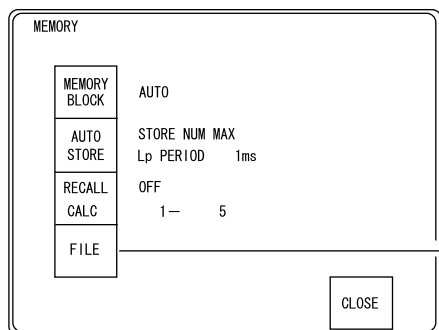 MEMORY
MEMORY
BLOCK
AUTO
AUTO
STORE
STORE NUM MAX
Lp PERIOD 1ms
RECALL
CALC
OFF
1— 5
FILE
CLOSE